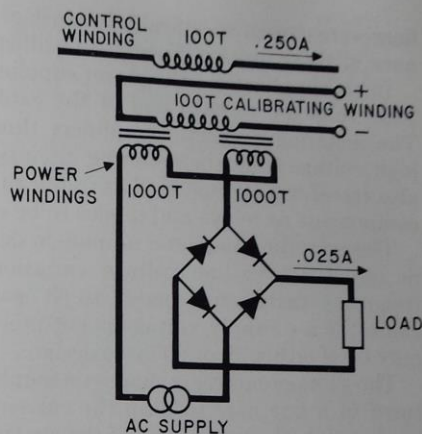 CONTROL
WINDING
100T
.250A
+
100T CALIBRATING WINDING
−
POWER
WINDINGS
1000T
1000T
.025A
LOAD
AC SUPPLY